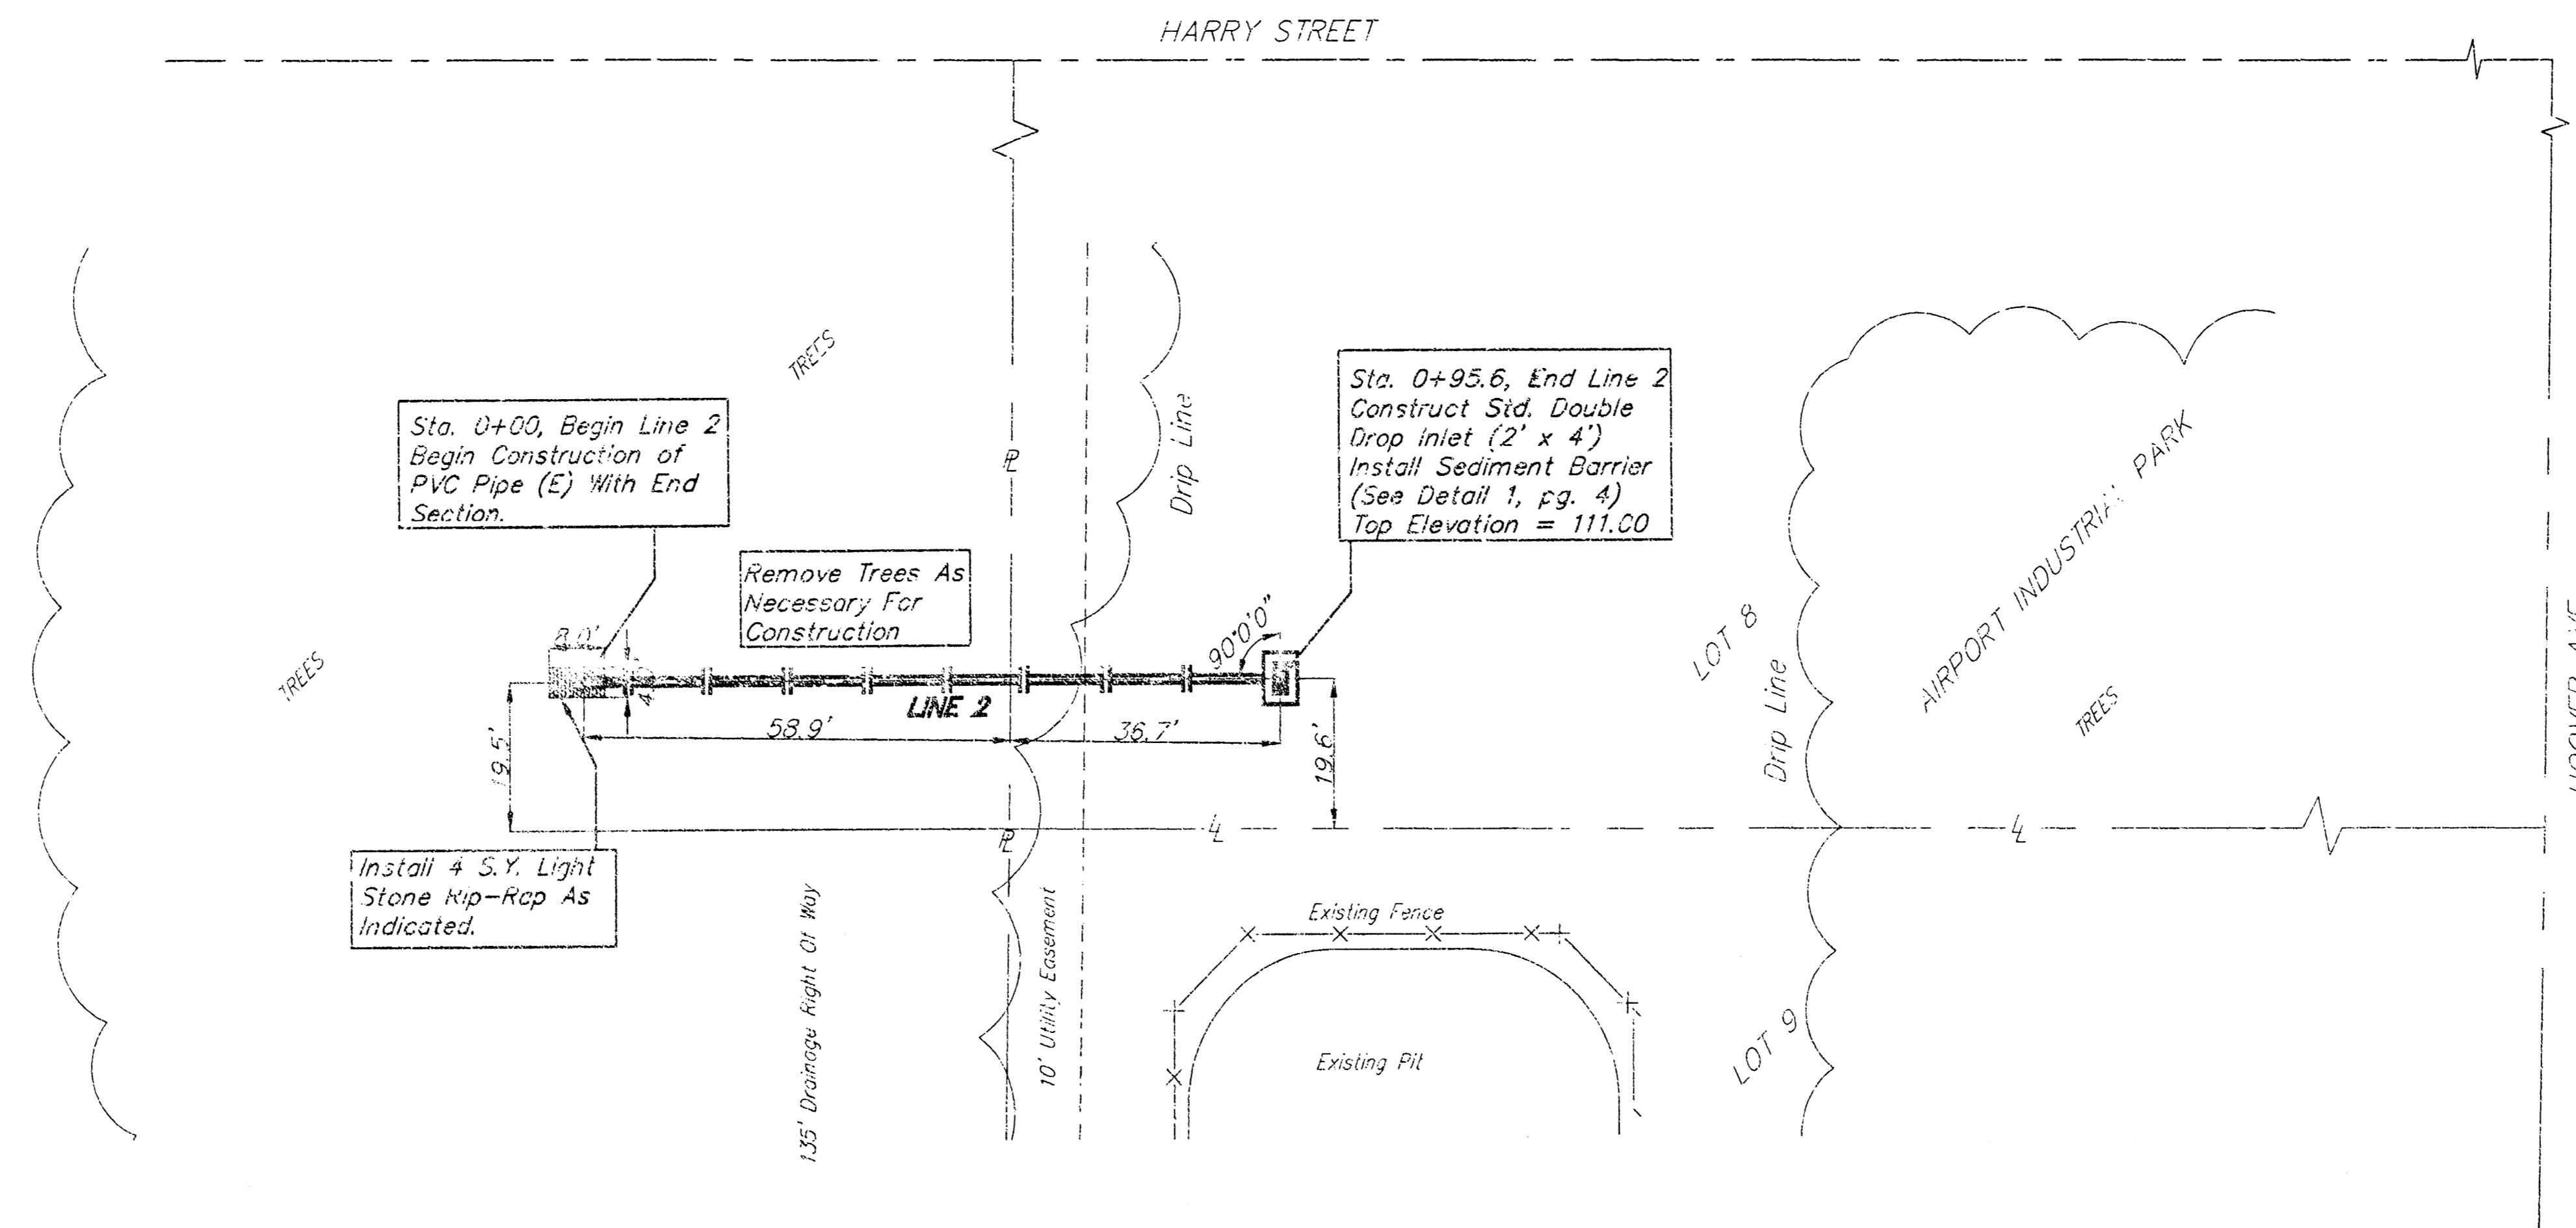 HARRY STREET
TREES
Sta. 0+00, Begin Line 2
Begin Construction of
PVC Pipe (E) With End
Section.
Sta. 0+95.6, End Line 2
Construct Std. Double
Drop Inlet (2' x 4')
Install Sediment Barrier
(See Detail 1, pg. 4)
Top Elevation = 111.00
PL
Drip Line
AIRPORT INDUSTRIAL PARK
Remove Trees As
Necessary For
Construction
8.0'
90°0'0"
LOT 8
TREES
LINE 2
58.9'
36.7'
19.5'
19.6'
Drip Line
TREES
PL
LL
LL
Install 4 S.Y. Light
Stone Rip-Rap As
Indicated.
135' Drainage Right Of Way
10' Utility Easement
Existing Fence
Existing Pit
LOT 9